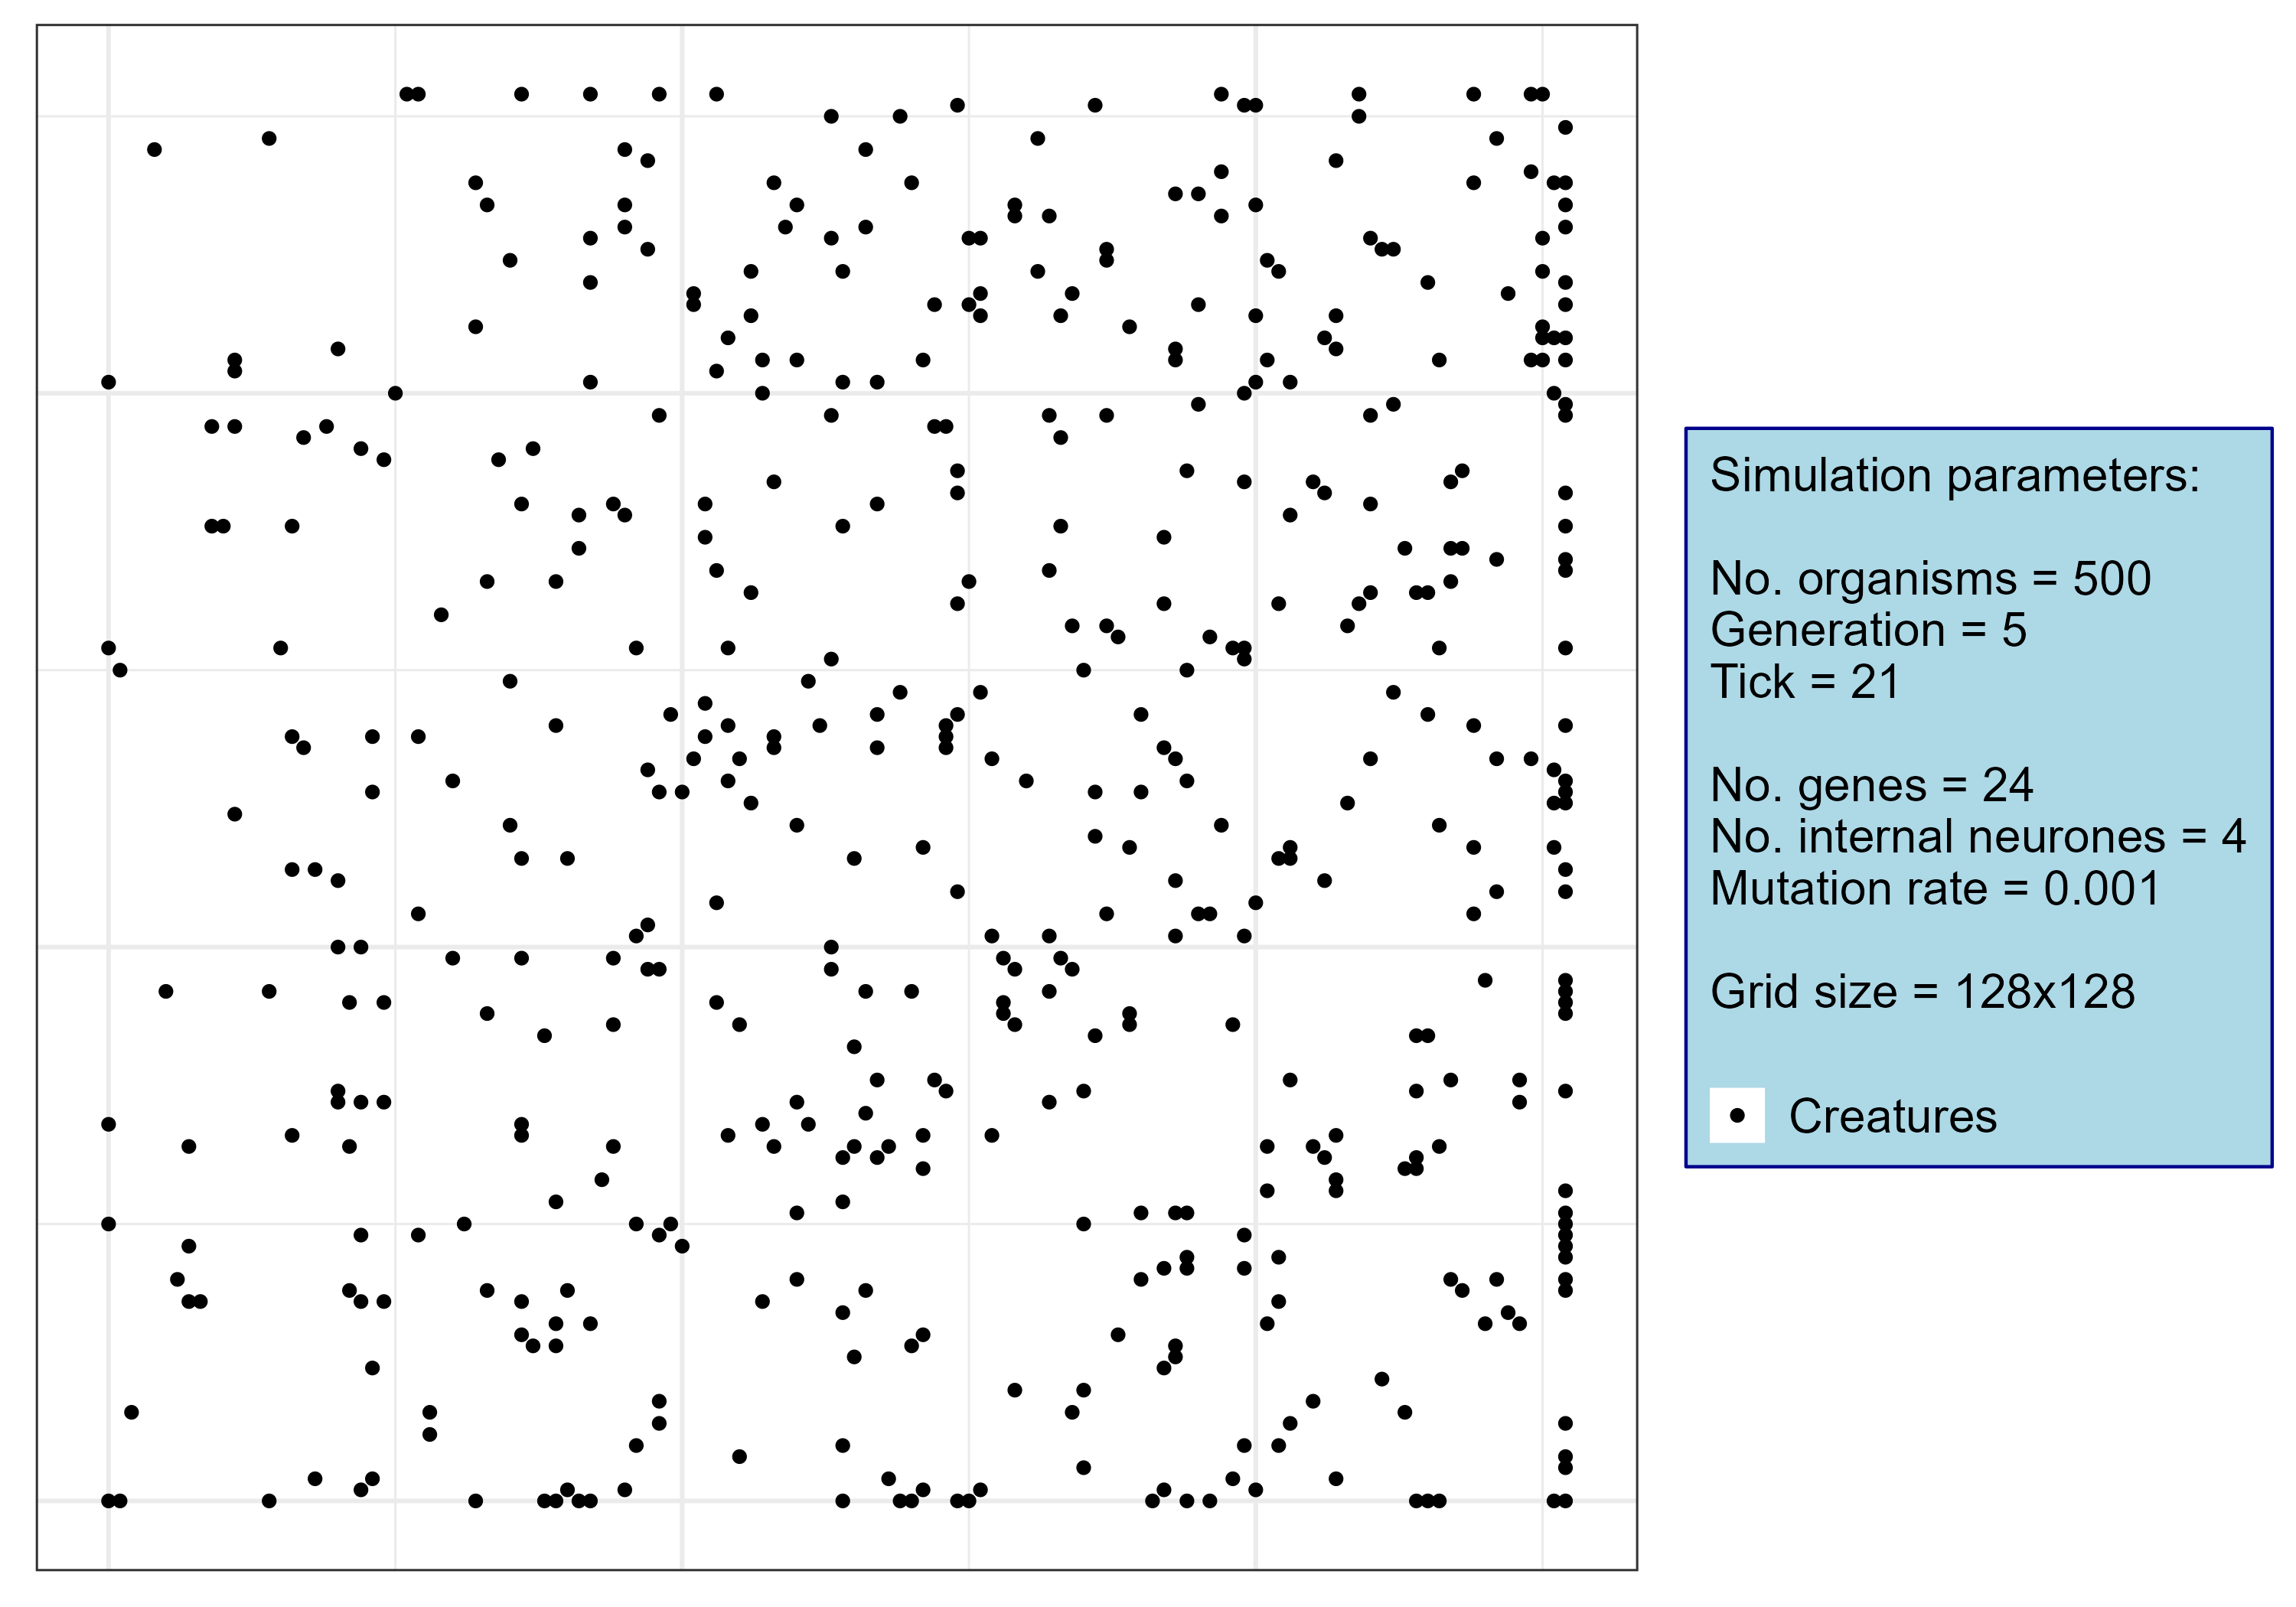 Simulation parameters:
No. organisms = 500
Generation = 5
Tick = 21
No. genes = 24
No. internal neurones = 4
Mutation rate = 0.001
Grid size = 128x128
Creatures